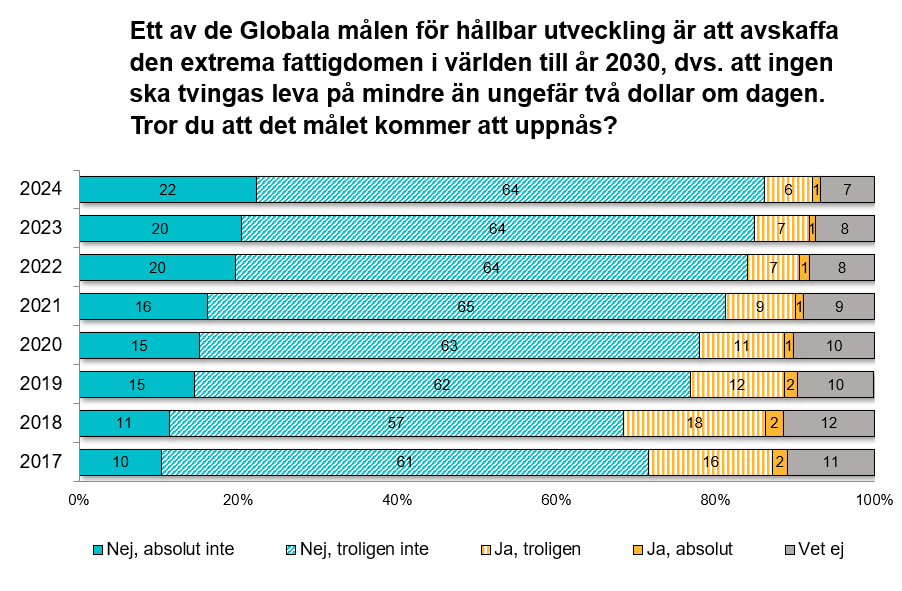 Ett av de Globala målen för hållbar utveckling är att avskaffa
den extrema fattigdomen i världen till år 2030, dvs. att ingen
ska tvingas leva på mindre än ungefär två dollar om dagen.
Tror du att det målet kommer att uppnås?
2024 22 64 6 1 7
2023 20 64 7 1 8
2022 20 64 7 1 8
2021 16 65 9 1 9
2020 15 63 11 1 10
2019 15 62 12 2 10
2018 11 57 18 2 12
2017 10 61 16 2 11
0% 20% 40% 60% 80% 100%
Nej, absolut inte Nej, troligen inte Ja, troligen Ja, absolut Vet ej